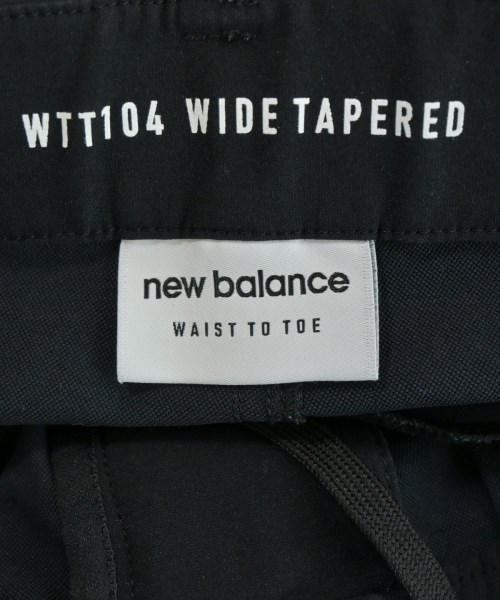 WTT104 WIDE TAPERED
new balance
WAIST TO TOE